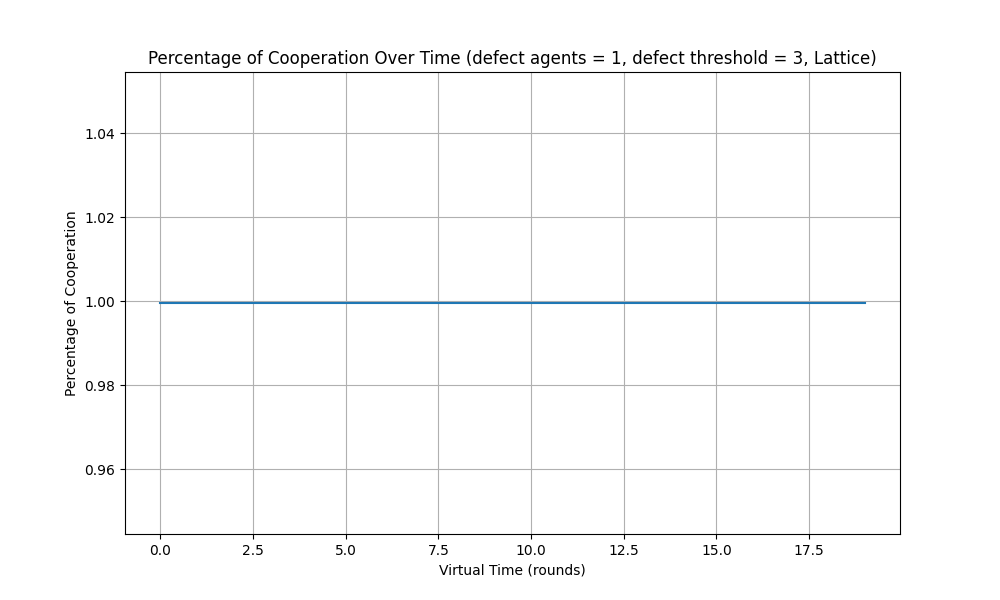 Percentage of Cooperation Over Time (defect agents = 1, defect threshold = 3, Lattice)
Percentage of Cooperation
1.04
1.02
1.00
0.98
0.96
0.0 2.5 5.0 7.5 10.0 12.5 15.0 17.5
Virtual Time (rounds)